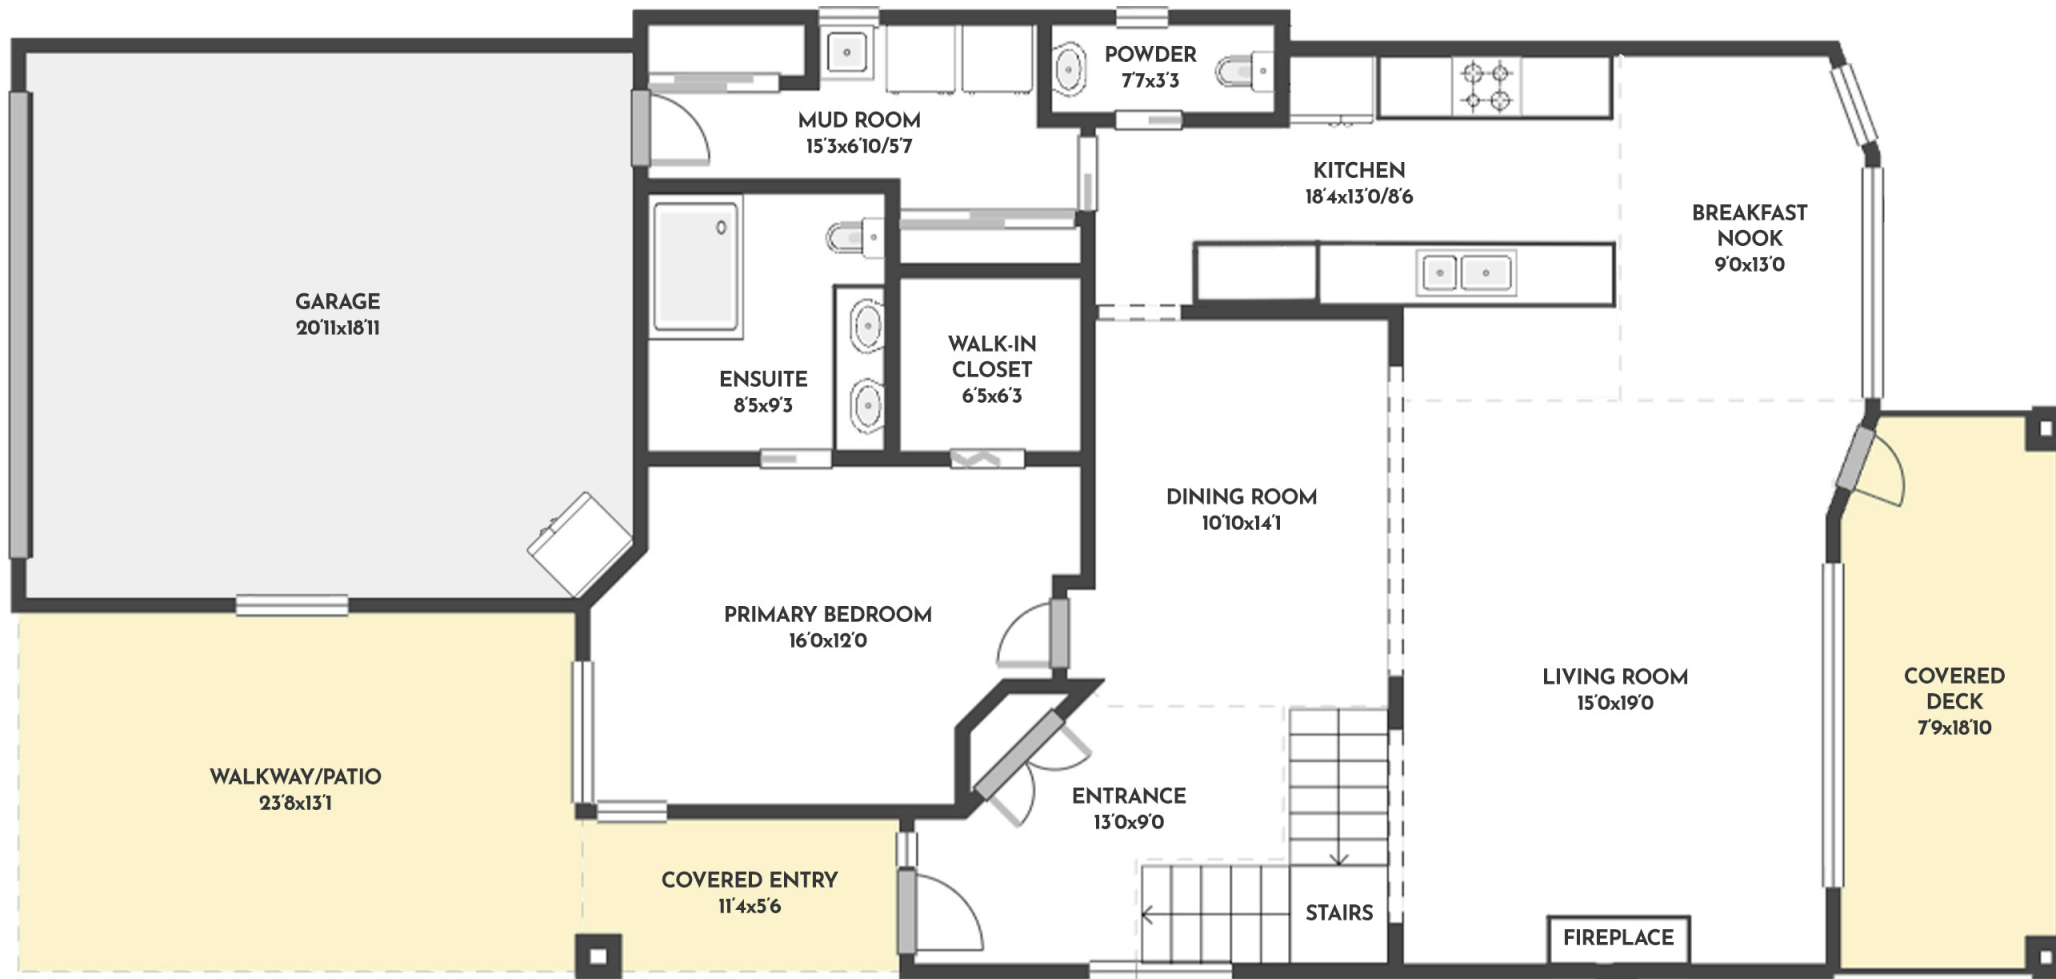 POWDER
7'7x3'3
MUD ROOM
15'3x6'10/5'7
KITCHEN
18'4x13'0/8'6
BREAKFAST
NOOK
9'0x13'0
GARAGE
20'11x18'11
WALK-IN
CLOSET
6'5x6'3
ENSUITE
8'5x9'3
DINING ROOM
10'10x14'1
PRIMARY BEDROOM
16'0x12'0
LIVING ROOM
15'0x19'0
COVERED
DECK
7'9x18'10
WALKWAY/PATIO
23'8x13'1
ENTRANCE
13'0x9'0
COVERED ENTRY
11'4x5'6
STAIRS
FIREPLACE